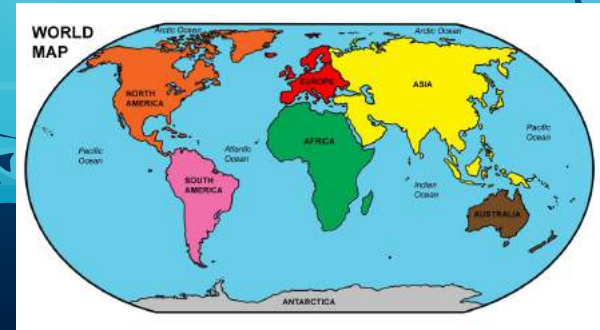 WORLD
MAP
Arctic Ocean
Arctic Ocean
NORTH
AMERICA
EUROPE
ASIA
Pacific
Ocean
Atlantic
Ocean
AFRICA
Pacific
Ocean
SOUTH
AMERICA
Indian
Ocean
AUSTRALIA
ANTARCTICA